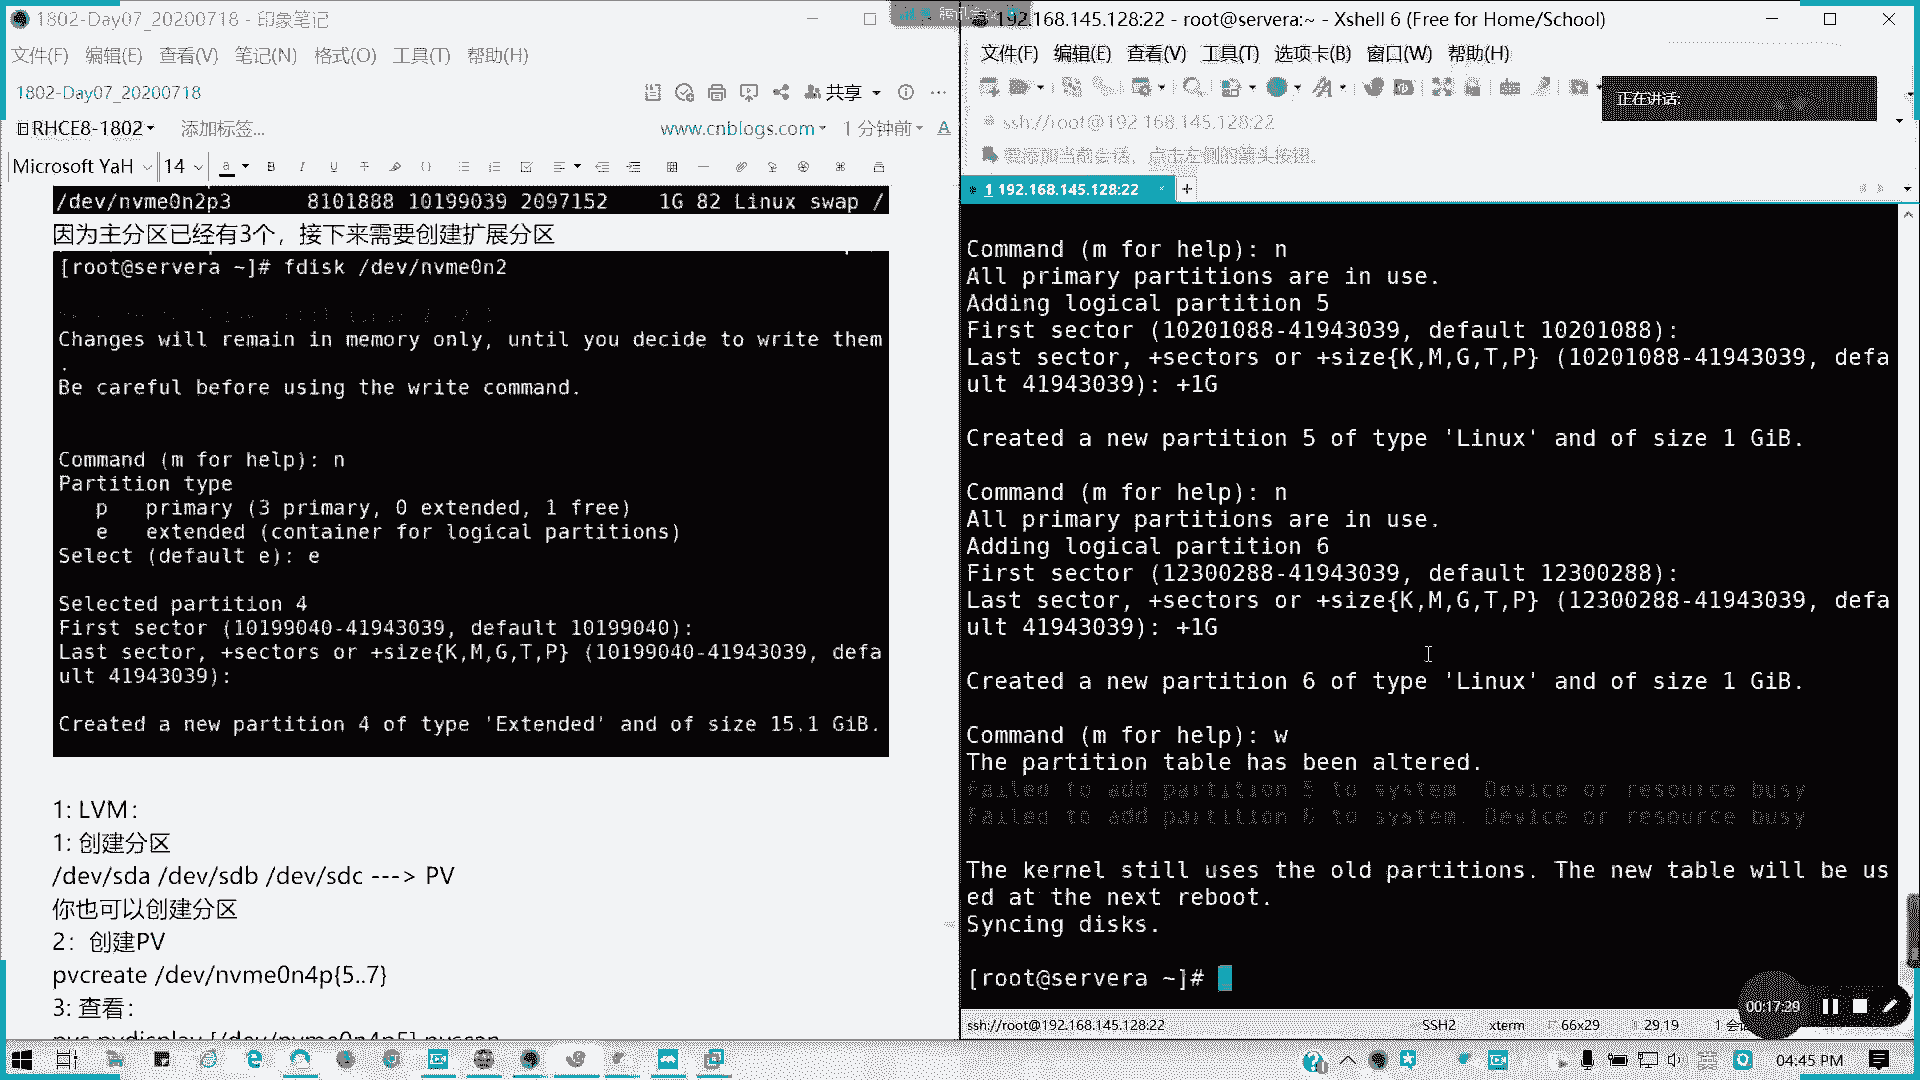 1802-Day07_20200718 - 印象笔记
文件(F) 编辑(E) 查看(V) 笔记(N) 格式(O) 工具(T) 帮助(H)
1802-Day07_20200718
共享
RHCE8-1802
添加标签...
www.cnblogs.com
1 分钟前
Microsoft YaH
14
/dev/nvme0n2p3 8101888 10199039 2097152 1G 82 Linux swap /
因为主分区已经有3个，接下来需要创建扩展分区
[root@servera ~]# fdisk /dev/nvme0n2
Changes will remain in memory only, until you decide to write them
.
Be careful before using the write command.
Command (m for help): n
Partition type
p primary (3 primary, 0 extended, 1 free)
e extended (container for logical partitions)
Select (default e): e
Selected partition 4
First sector (10199040-41943039, default 10199040):
Last sector, +sectors or +size{K,M,G,T,P} (10199040-41943039, defa
ult 41943039):
Created a new partition 4 of type 'Extended' and of size 15.1 GiB.
1: LVM：
1: 创建分区
/dev/sda /dev/sdb /dev/sdc ---> PV
你也可以创建分区
2：创建PV
pvcreate /dev/nvme0n4p{5..7}
3: 查看：
pvs pvdisplay [/dev/nvme0n4p5] pvscan
192.168.145.128:22 - root@servera:~ - Xshell 6 (Free for Home/School)
文件(F) 编辑(E) 查看(V) 工具(T) 选项卡(B) 窗口(W) 帮助(H)
正在讲话:
ssh://root@192.168.145.128:22
要添加当前会话，点击左侧的箭头按钮。
1 192.168.145.128:22
Command (m for help): n
All primary partitions are in use.
Adding logical partition 5
First sector (10201088-41943039, default 10201088):
Last sector, +sectors or +size{K,M,G,T,P} (10201088-41943039, defa
ult 41943039): +1G
Created a new partition 5 of type 'Linux' and of size 1 GiB.
Command (m for help): n
All primary partitions are in use.
Adding logical partition 6
First sector (12300288-41943039, default 12300288):
Last sector, +sectors or +size{K,M,G,T,P} (12300288-41943039, defa
ult 41943039): +1G
Created a new partition 6 of type 'Linux' and of size 1 GiB.
Command (m for help): w
The partition table has been altered.
Failed to add partition 5 to system: Device or resource busy
Failed to add partition 6 to system: Device or resource busy
The kernel still uses the old partitions. The new table will be us
ed at the next reboot.
Syncing disks.
[root@servera ~]#
00:17:29
ssh://root@192.168.145.128:22
SSH2
xterm
66x29
29,19
04:45 PM